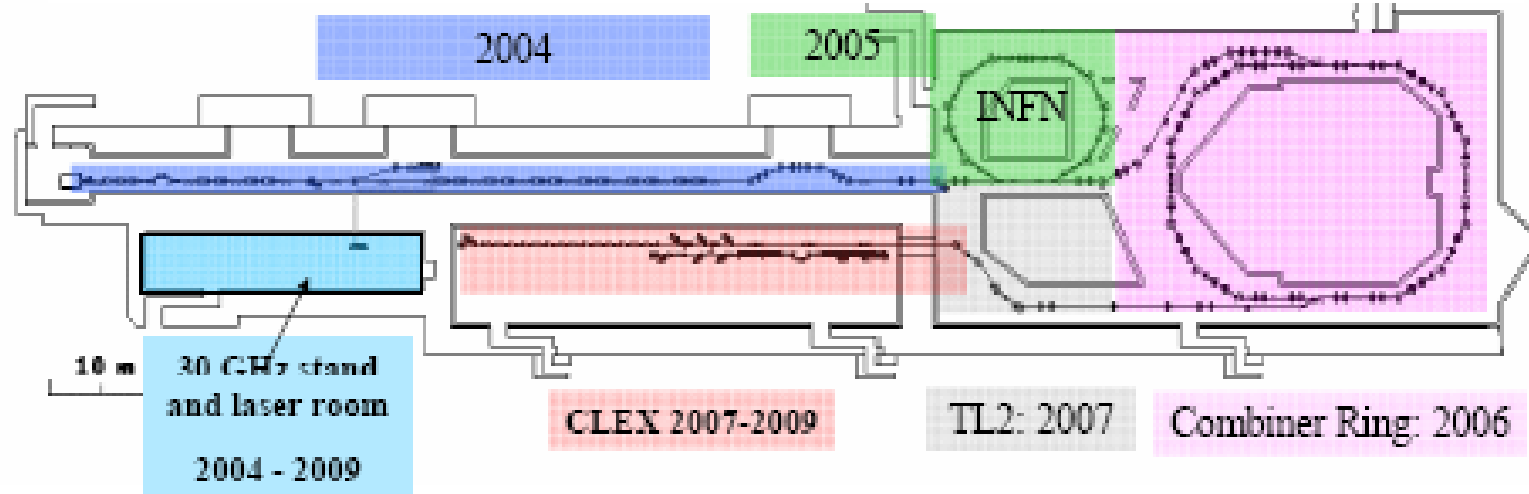 2004
2005
INFN
10 m
30 GHz stand
and laser room
2004 - 2009
CLEX 2007-2009
TL2: 2007
Combiner Ring: 2006